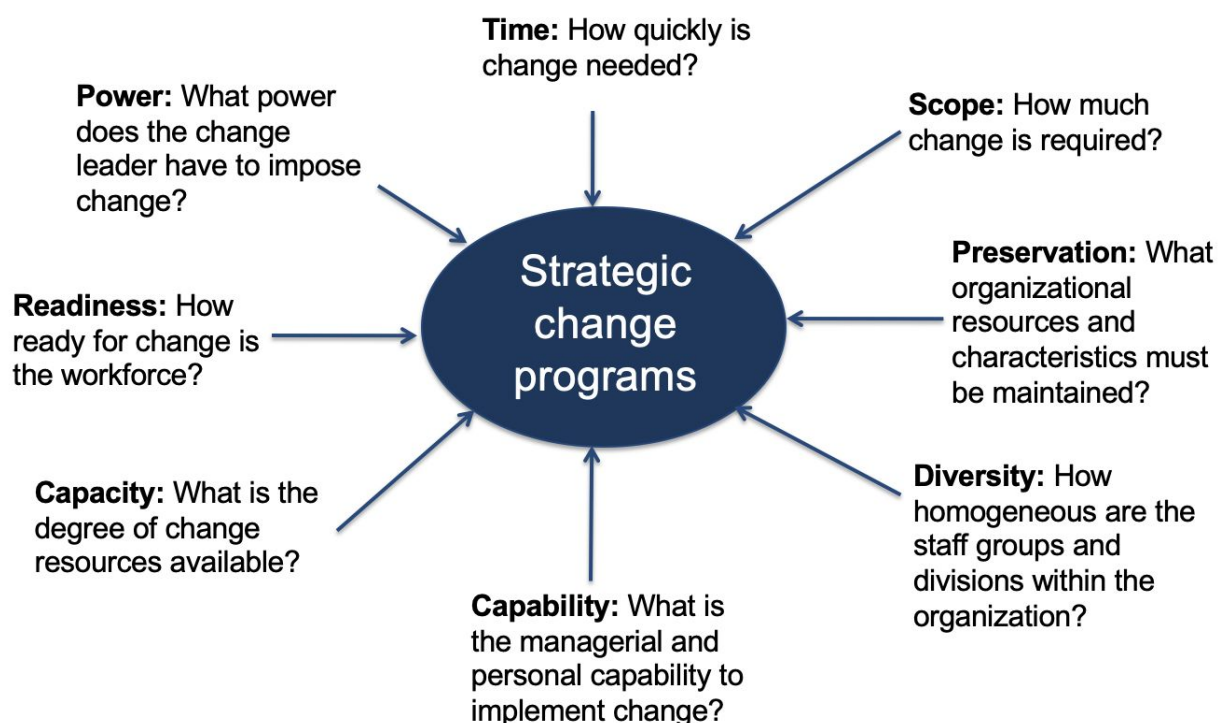 Time: How quickly is
change needed?
Scope: How much
change is required?
Preservation: What
organizational
resources and
characteristics must
be maintained?
Diversity: How
homogeneous are the
staff groups and
divisions within the
organization?
Capability: What is
the managerial and
personal capability to
implement change?
Capacity: What is the
degree of change
resources available?
Readiness: How
ready for change is
the workforce?
Power: What power
does the change
leader have to impose
change?
Strategic
change
programs